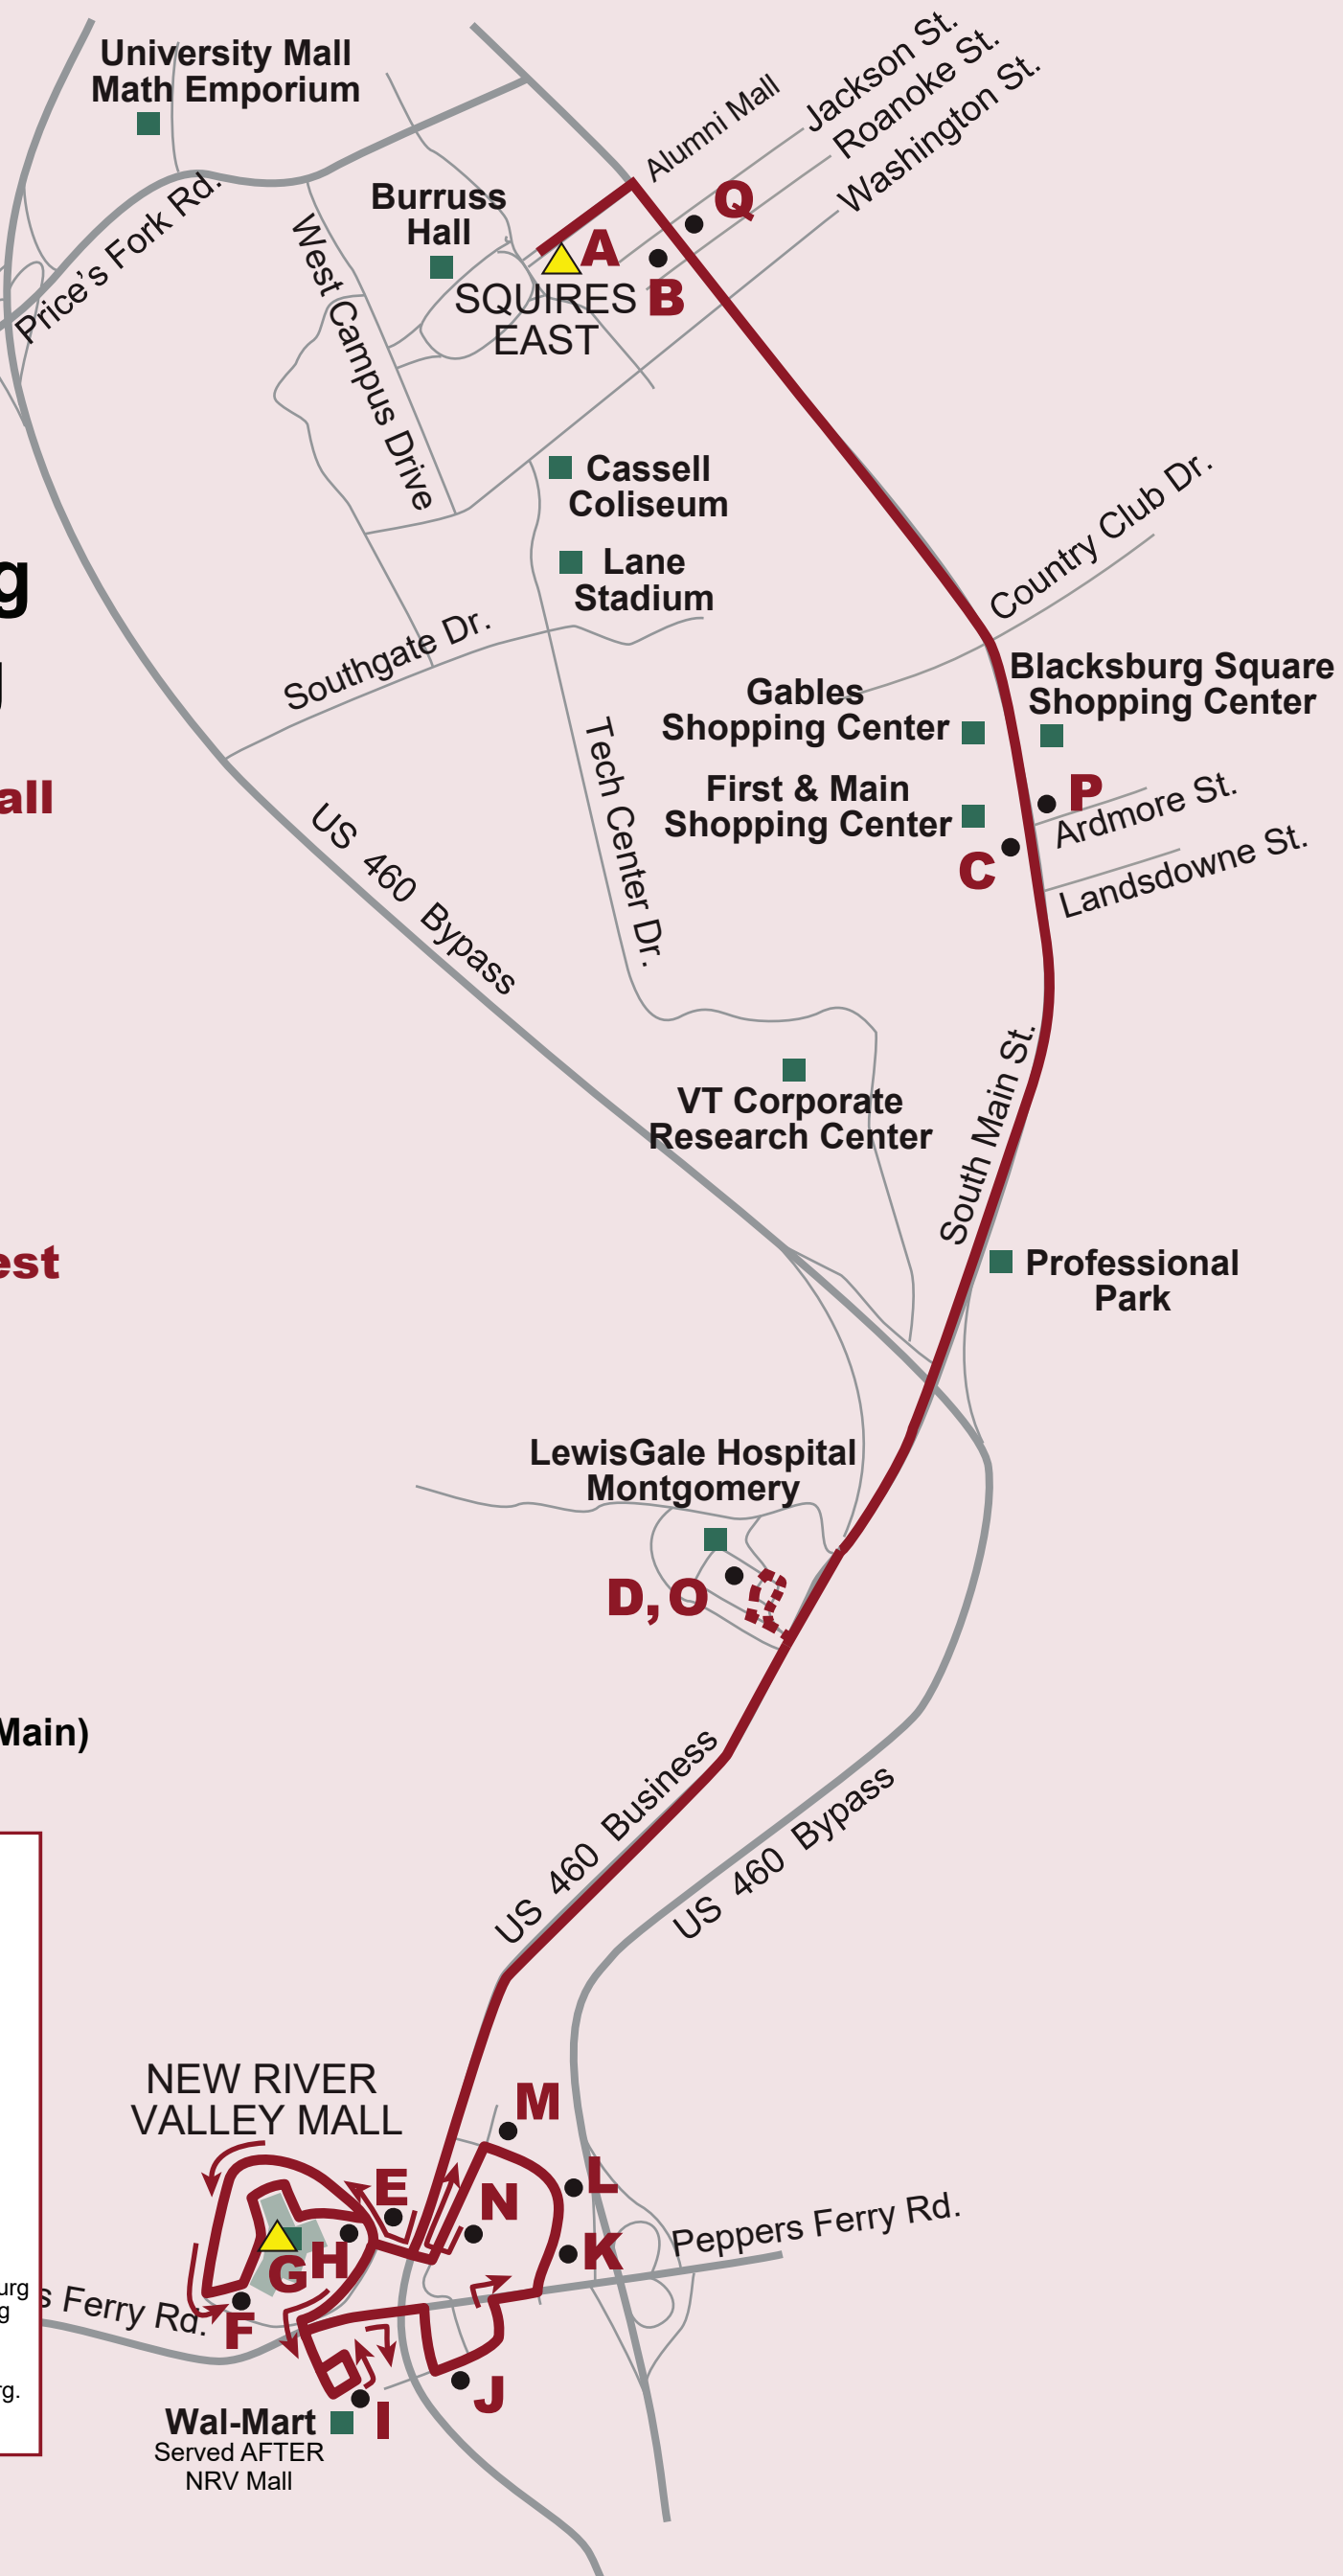 University Mall
Math Emporium
Alumni Mall
Jackson St.
Roanoke St.
Washington St.
Price's Fork Rd.
West Campus Drive
Burruss
Hall
A
Q
B
SQUIRES
EAST
Cassell
Coliseum
Lane
Stadium
Country Club Dr.
g
Southgate Dr.
Blacksburg Square
Shopping Center
Gables
Shopping Center
First & Main
Shopping Center
P
Ardmore St.
C
Landsdowne St.
all
US 460 Bypass
Tech Center Dr.
VT Corporate
Research Center
South Main St.
est
Professional
Park
LewisGale Hospital
Montgomery
D, O
Main)
US 460 Business
US 460 Bypass
NEW RIVER
VALLEY MALL
M
E
L
N
K
Peppers Ferry Rd.
G
H
F
urg
g
s Ferry Rd.
rg.
J
I
Wal-Mart
Served AFTER
NRV Mall